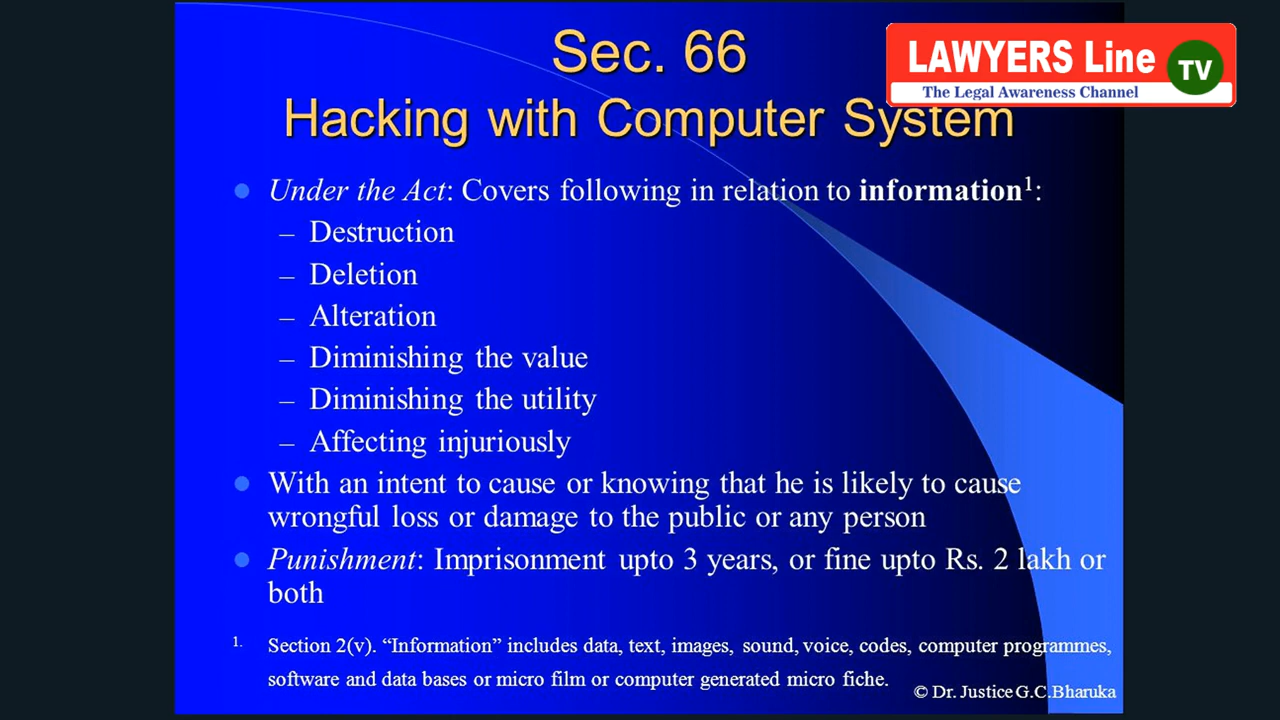 Sec. 66
LAWYERS Line TV
The Legal Awareness Channel
Hacking with Computer System
Under the Act: Covers following in relation to information1:
– Destruction
– Deletion
– Alteration
– Diminishing the value
– Diminishing the utility
– Affecting injuriously
With an intent to cause or knowing that he is likely to cause
wrongful loss or damage to the public or any person
Punishment: Imprisonment upto 3 years, or fine upto Rs. 2 lakh or
both
1. Section 2(v). “Information” includes data, text, images, sound, voice, codes, computer programmes,
software and data bases or micro film or computer generated micro fiche.
© Dr. Justice G.C.Bharuka